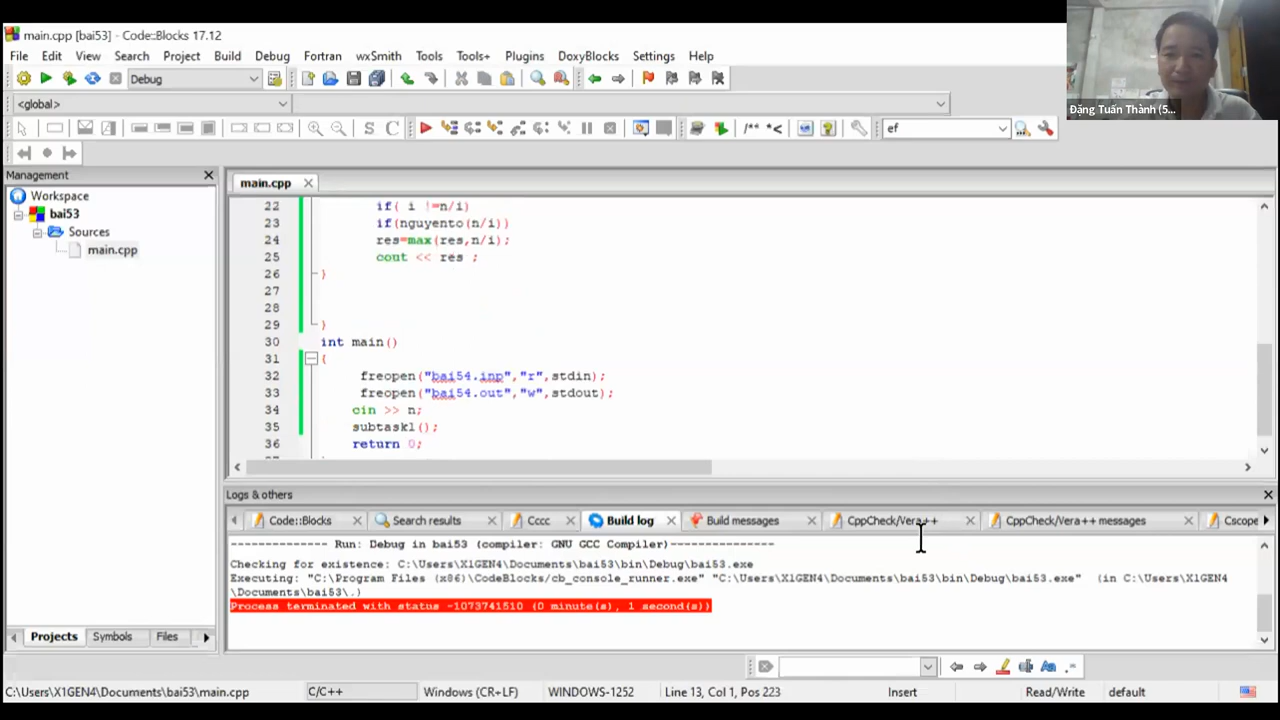 main.cpp [bai53] - Code::Blocks 17.12
File Edit View Search Project Build Debug Fortran wxSmith Tools Tools+ Plugins DoxyBlocks Settings Help
Debug
<global>
S C /** *< ef
Đặng Tuấn Thành (5...
Management
main.cpp
Workspace
bai53
Sources
main.cpp
22 if( i !=n/i)
23 if(nguyento(n/i))
24 res=max(res,n/i);
25 cout << res ;
26 }
27
28
29 }
30 int main()
31 {
32 freopen("bai54.inp","r",stdin);
33 freopen("bai54.out","w",stdout);
34 cin >> n;
35 subtask1();
36 return 0;
Logs & others
Code::Blocks Search results Cccc Build log Build messages CppCheck/Vera++ CppCheck/Vera++ messages Cscope
-------------- Run: Debug in bai53 (compiler: GNU GCC Compiler)---------------
Checking for existence: C:\Users\X1GEN4\Documents\bai53\bin\Debug\bai53.exe
Executing: "C:\Program Files (x86)\CodeBlocks/cb_console_runner.exe" "C:\Users\X1GEN4\Documents\bai53\bin\Debug\bai53.exe" (in C:\Users\X1GEN4
\Documents\bai53\.)
Process terminated with status -1073741510 (0 minute(s), 1 second(s))
Projects Symbols Files
C:\Users\X1GEN4\Documents\bai53\main.cpp C/C++ Windows (CR+LF) WINDOWS-1252 Line 13, Col 1, Pos 223 Insert Read/Write default